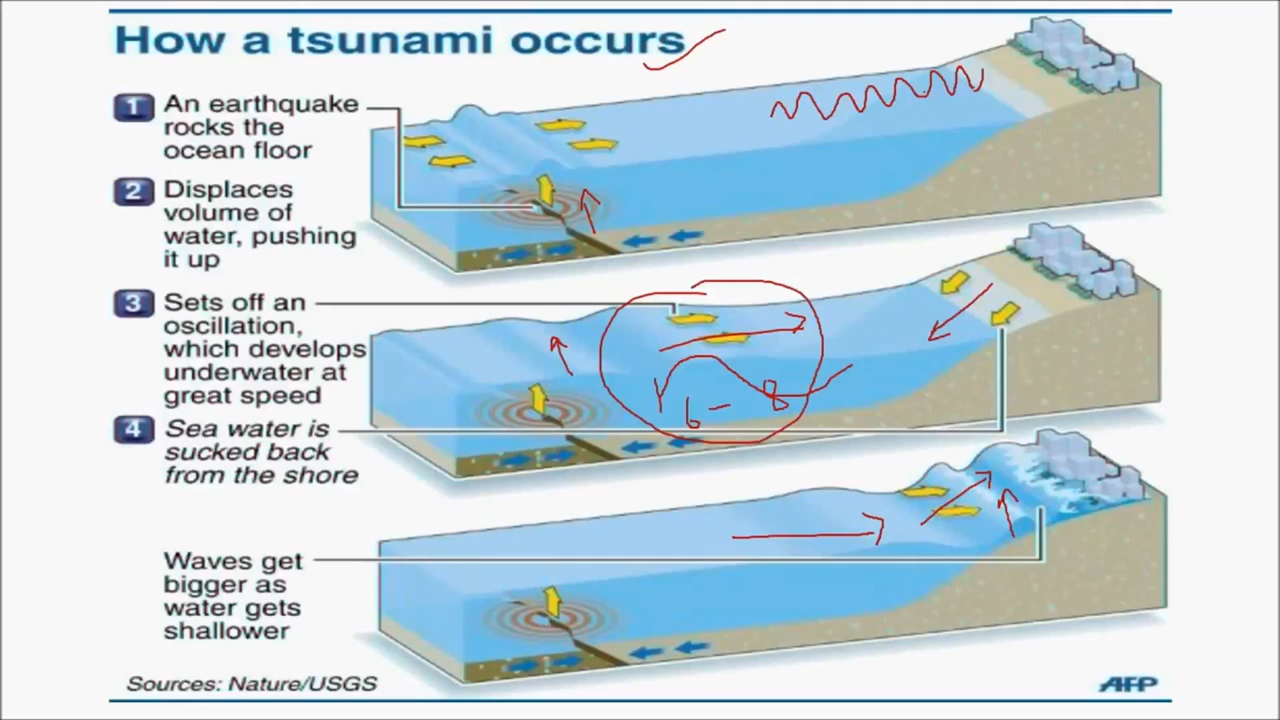 How a tsunami occurs
1 An earthquake
rocks the
ocean floor
2 Displaces
volume of
water, pushing
it up
3 Sets off an
oscillation,
which develops
underwater at
great speed
6 - 8
4 Sea water is
sucked back
from the shore
Waves get
bigger as
water gets
shallower
Sources: Nature/USGS
AFP